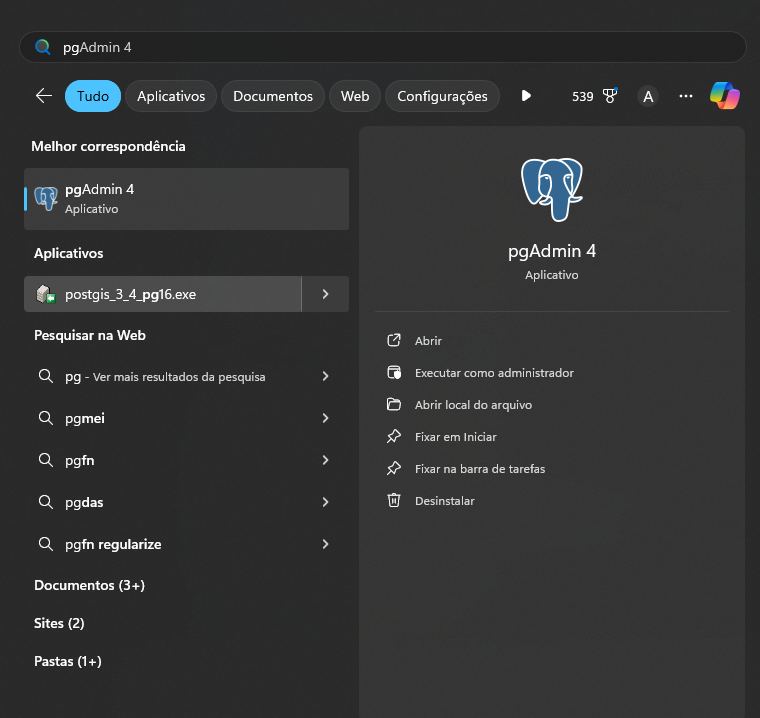 pgAdmin 4
Tudo
Aplicativos
Documentos
Web
Configurações
539
A
Melhor correspondência
pgAdmin 4
Aplicativo
Aplicativos
postgis_3_4_pg16.exe
Pesquisar na Web
pg - Ver mais resultados da pesquisa
pgmei
pgfn
pgdas
pgfn regularize
Documentos (3+)
Sites (2)
Pastas (1+)
pgAdmin 4
Aplicativo
Abrir
Executar como administrador
Abrir local do arquivo
Fixar em Iniciar
Fixar na barra de tarefas
Desinstalar